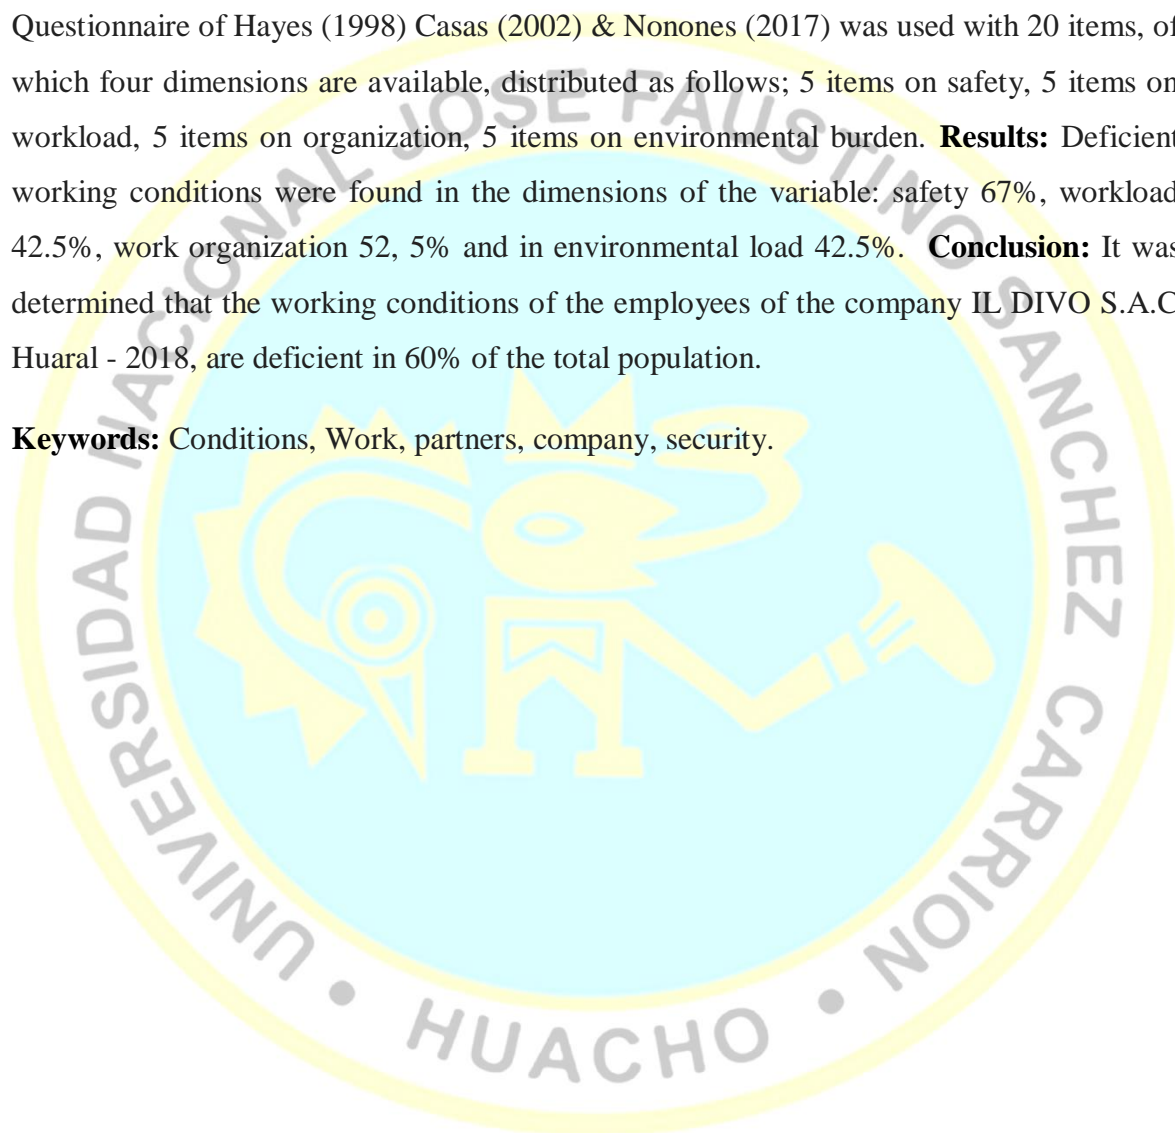 Questionnaire of Hayes (1998) Casas (2002) & Nonones (2017) was used with 20 items, of
which four dimensions are available, distributed as follows; 5 items on safety, 5 items on
workload, 5 items on organization, 5 items on environmental burden. Results: Deficient
working conditions were found in the dimensions of the variable: safety 67%, workload
42.5%, work organization 52, 5% and in environmental load 42.5%. Conclusion: It was
determined that the working conditions of the employees of the company IL DIVO S.A.C
Huaral - 2018, are deficient in 60% of the total population.
Keywords: Conditions, Work, partners, company, security.
UNIVERSIDAD NACIONAL JOSE FAUSTINO SANCHEZ CARRION
• HUACHO •